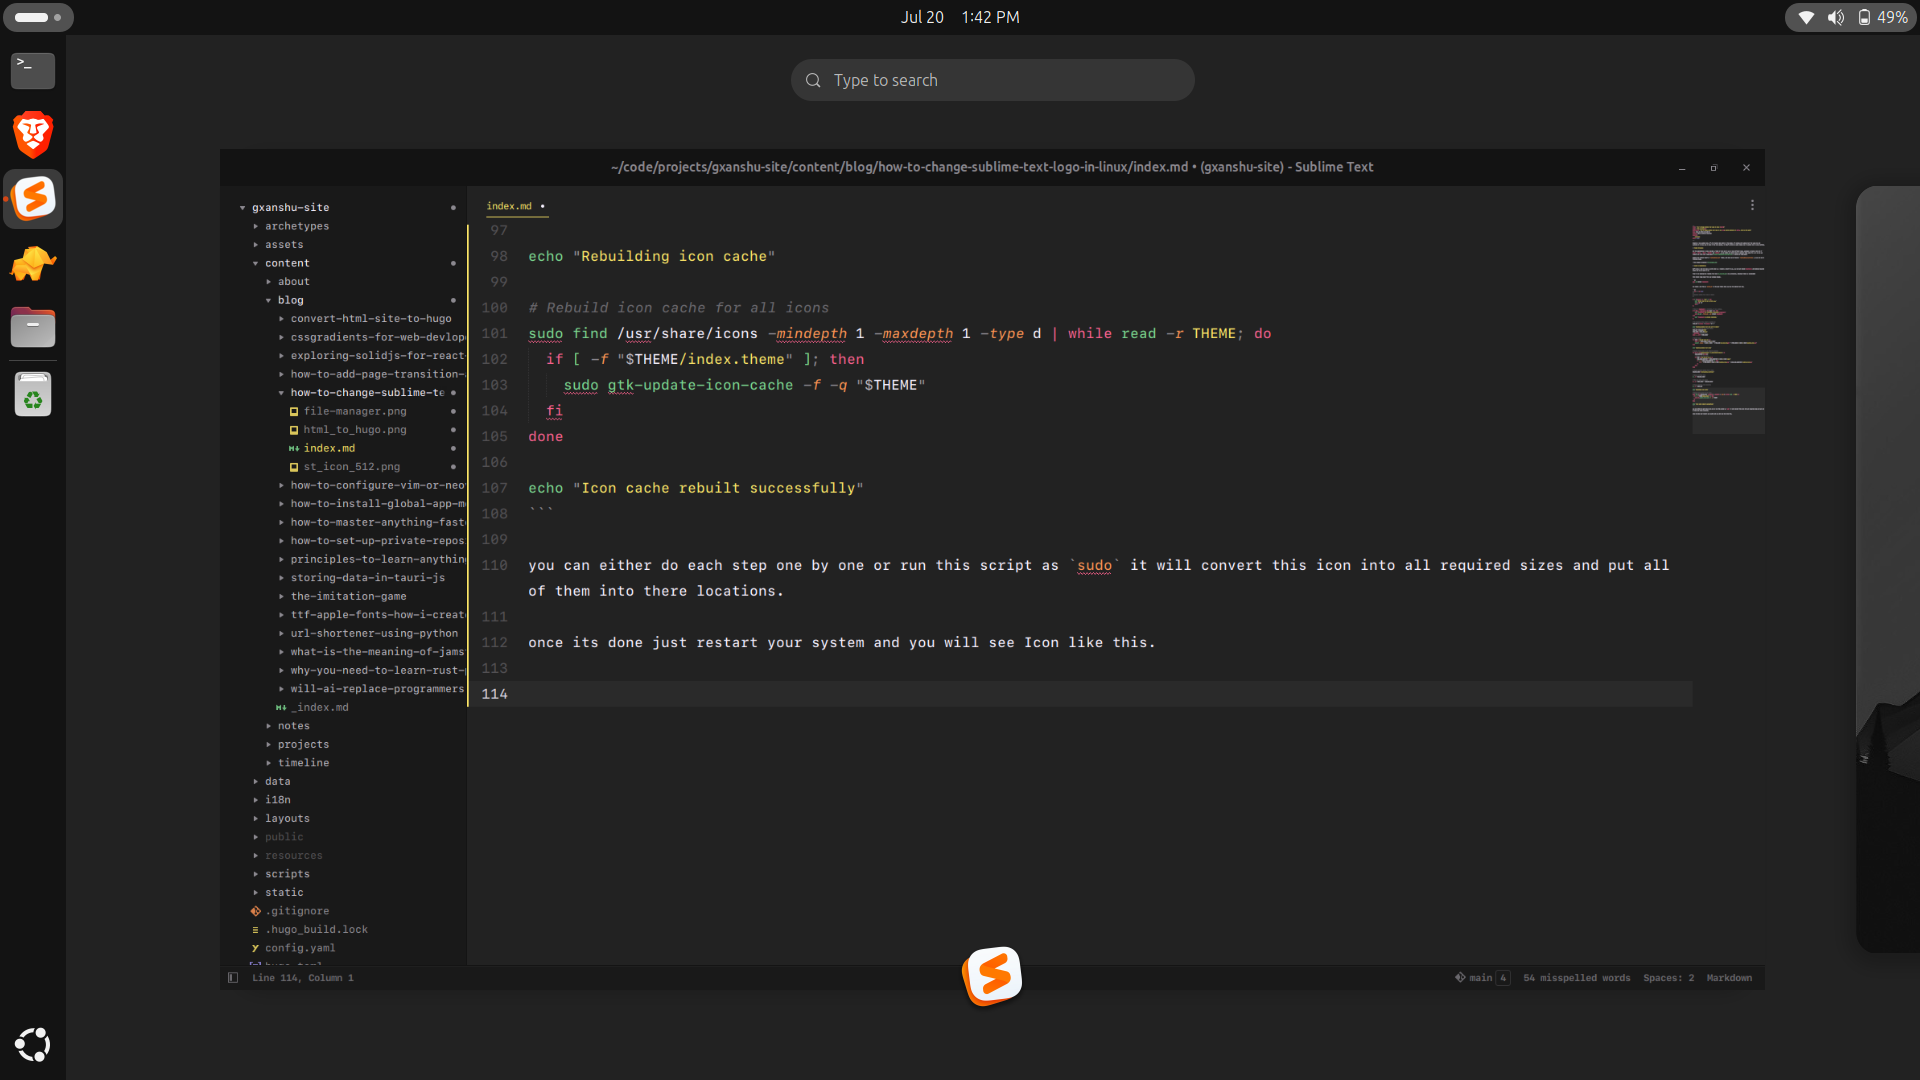 Jul 20 1:42 PM
49%
>_
Type to search
~/code/projects/gxanshu-site/content/blog/how-to-change-sublime-text-logo-in-linux/index.md • (gxanshu-site) - Sublime Text
gxanshu-site
archetypes
assets
content
about
blog
convert-html-site-to-hugo
cssgradients-for-web-develop
exploring-solidjs-for-react-
how-to-add-page-transition-
how-to-change-sublime-te
file-manager.png
html_to_hugo.png
index.md
st_icon_512.png
how-to-configure-vim-or-neo
how-to-install-global-app-m
how-to-master-anything-fast
how-to-set-up-private-repos
principles-to-learn-anything
storing-data-in-tauri-js
the-imitation-game
ttf-apple-fonts-how-i-creat
url-shortener-using-python
what-is-the-meaning-of-jams
why-you-need-to-learn-rust-
will-ai-replace-programmers
_index.md
notes
projects
timeline
data
i18n
layouts
public
resources
scripts
static
.gitignore
.hugo_build.lock
config.yaml
index.md •
97
98 echo "Rebuilding icon cache"
99
100 # Rebuild icon cache for all icons
101 sudo find /usr/share/icons -mindepth 1 -maxdepth 1 -type d | while read -r THEME; do
102 if [ -f "$THEME/index.theme" ]; then
103 sudo gtk-update-icon-cache -f -q "$THEME"
104 fi
105 done
106
107 echo "Icon cache rebuilt successfully"
108 ```
109
110 you can either do each step one by one or run this script as `sudo` it will convert this icon into all required sizes and put all
of them into there locations.
111
112 once its done just restart your system and you will see Icon like this.
113
114
Line 114, Column 1
main 4 54 misspelled words Spaces: 2 Markdown